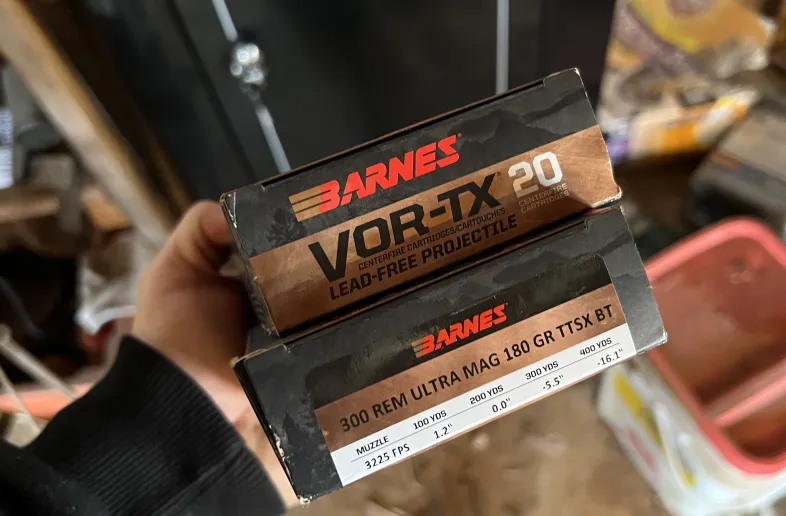 BARNES
VOR-TX 20
CENTERFIRE CARTRIDGES/CARTOUCHES
CENTERFIRE
CARTRIDGES
LEAD-FREE PROJECTILE
BARNES
300 REM ULTRA MAG 180 GR TTSX BT
MUZZLE 100 YDS 200 YDS 300 YDS 400 YDS
3225 FPS 1.2" 0.0" -5.5" -16.1"